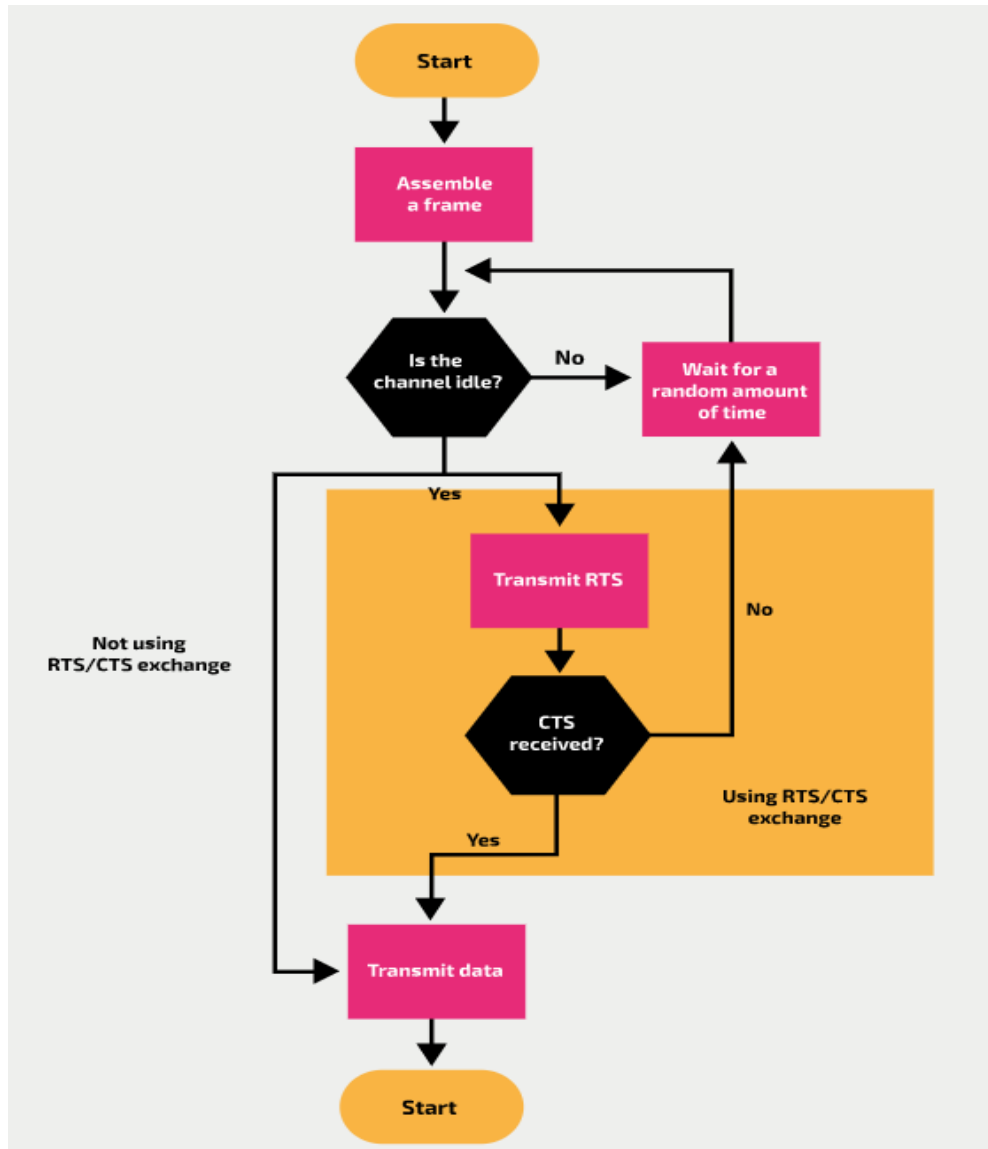 Start
Assemble
a frame
Is the
channel idle?
No
Wait for a
random amount
of time
Yes
Transmit RTS
No
Not using
RTS/CTS exchange
CTS
received?
Using RTS/CTS
exchange
Yes
Transmit data
Start